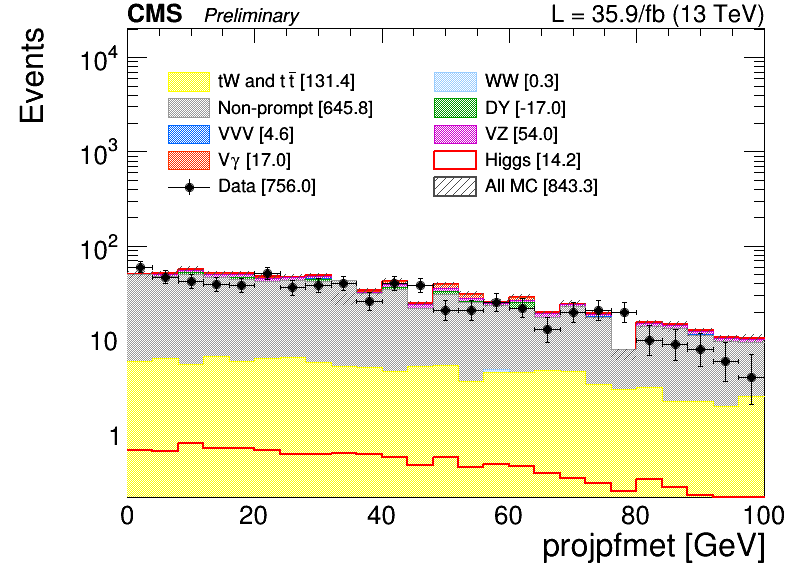 CMS Preliminary L = 35.9/fb (13 TeV)
Events
10⁴
10³
10²
10
1
tW and tt̅ [131.4]
Non-prompt [645.8]
VVV [4.6]
Vγ [17.0]
Data [756.0]
WW [0.3]
DY [-17.0]
VZ [54.0]
Higgs [14.2]
All MC [843.3]
0 20 40 60 80 100
projpfmet [GeV]